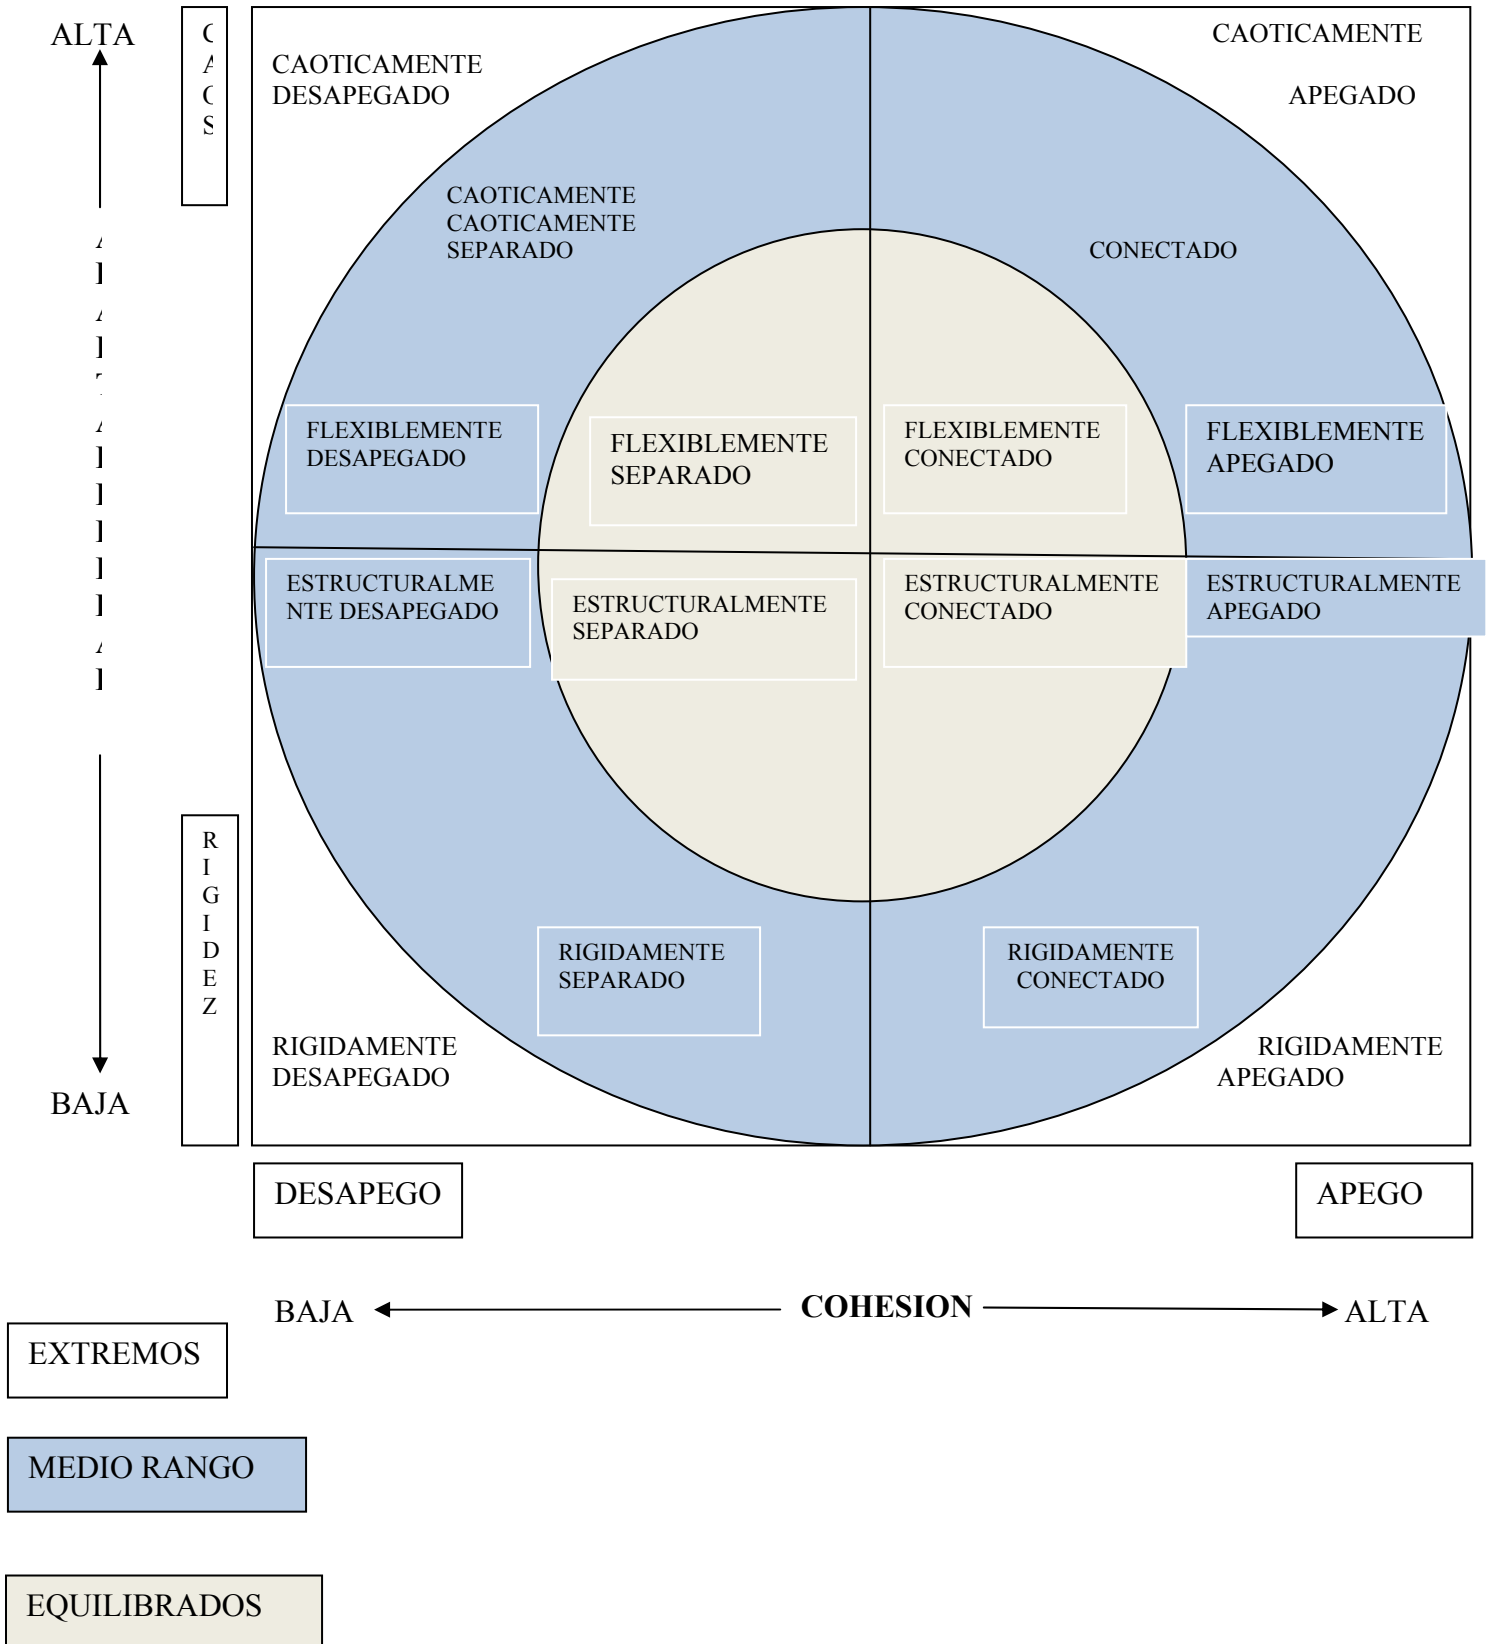 ALTA
CAOS
CAOTICAMENTE
DESAPEGADO
CAOTICAMENTE
APEGADO
CAOTICAMENTE
CAOTICAMENTE
SEPARADO
CONECTADO
FLEXIBLEMENTE
DESAPEGADO
FLEXIBLEMENTE
SEPARADO
FLEXIBLEMENTE
CONECTADO
FLEXIBLEMENTE
APEGADO
ESTRUCTURALME
NTE DESAPEGADO
ESTRUCTURALMENTE
SEPARADO
ESTRUCTURALMENTE
CONECTADO
ESTRUCTURALMENTE
APEGADO
RIGIDEZ
RIGIDAMENTE
SEPARADO
RIGIDAMENTE
CONECTADO
RIGIDAMENTE
DESAPEGADO
RIGIDAMENTE
APEGADO
BAJA
DESAPEGO
APEGO
BAJA
COHESION
ALTA
EXTREMOS
MEDIO RANGO
EQUILIBRADOS